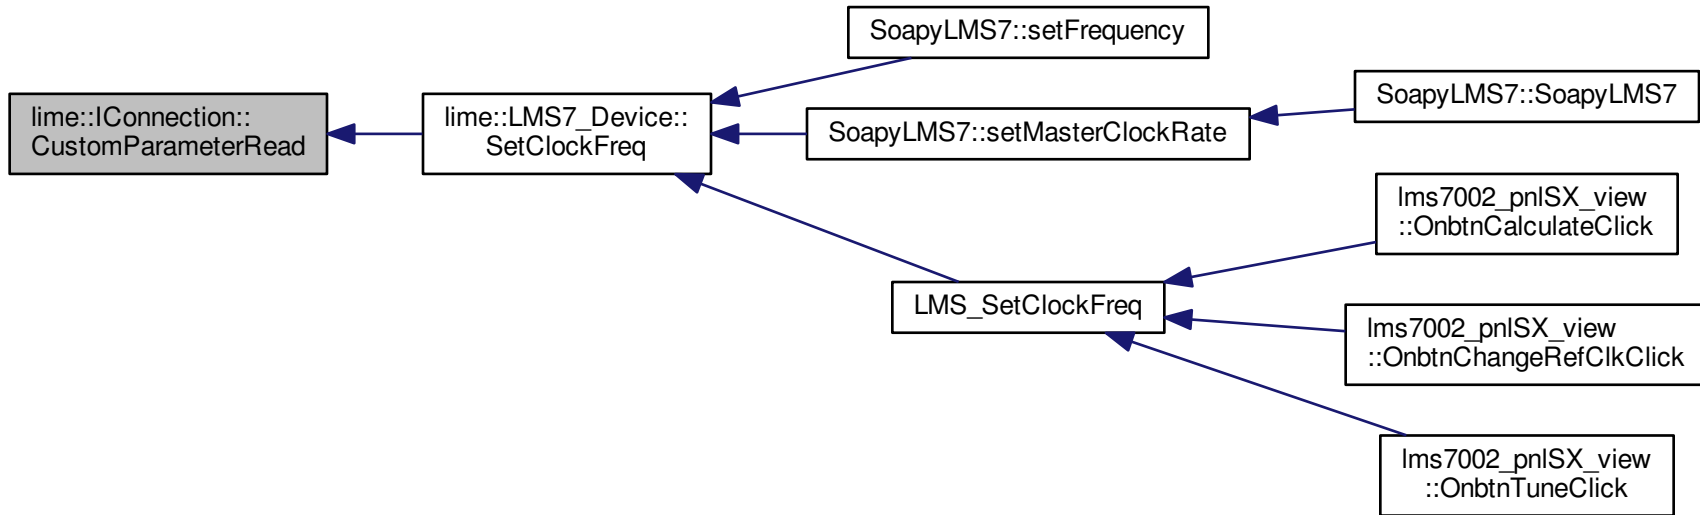 lime::IConnection::
CustomParameterRead
lime::LMS7_Device::
SetClockFreq
SoapyLMS7::setFrequency
SoapyLMS7::setMasterClockRate
SoapyLMS7::SoapyLMS7
LMS_SetClockFreq
lms7002_pnlSX_view
::OnbtnCalculateClick
lms7002_pnlSX_view
::OnbtnChangeRefClkClick
lms7002_pnlSX_view
::OnbtnTuneClick